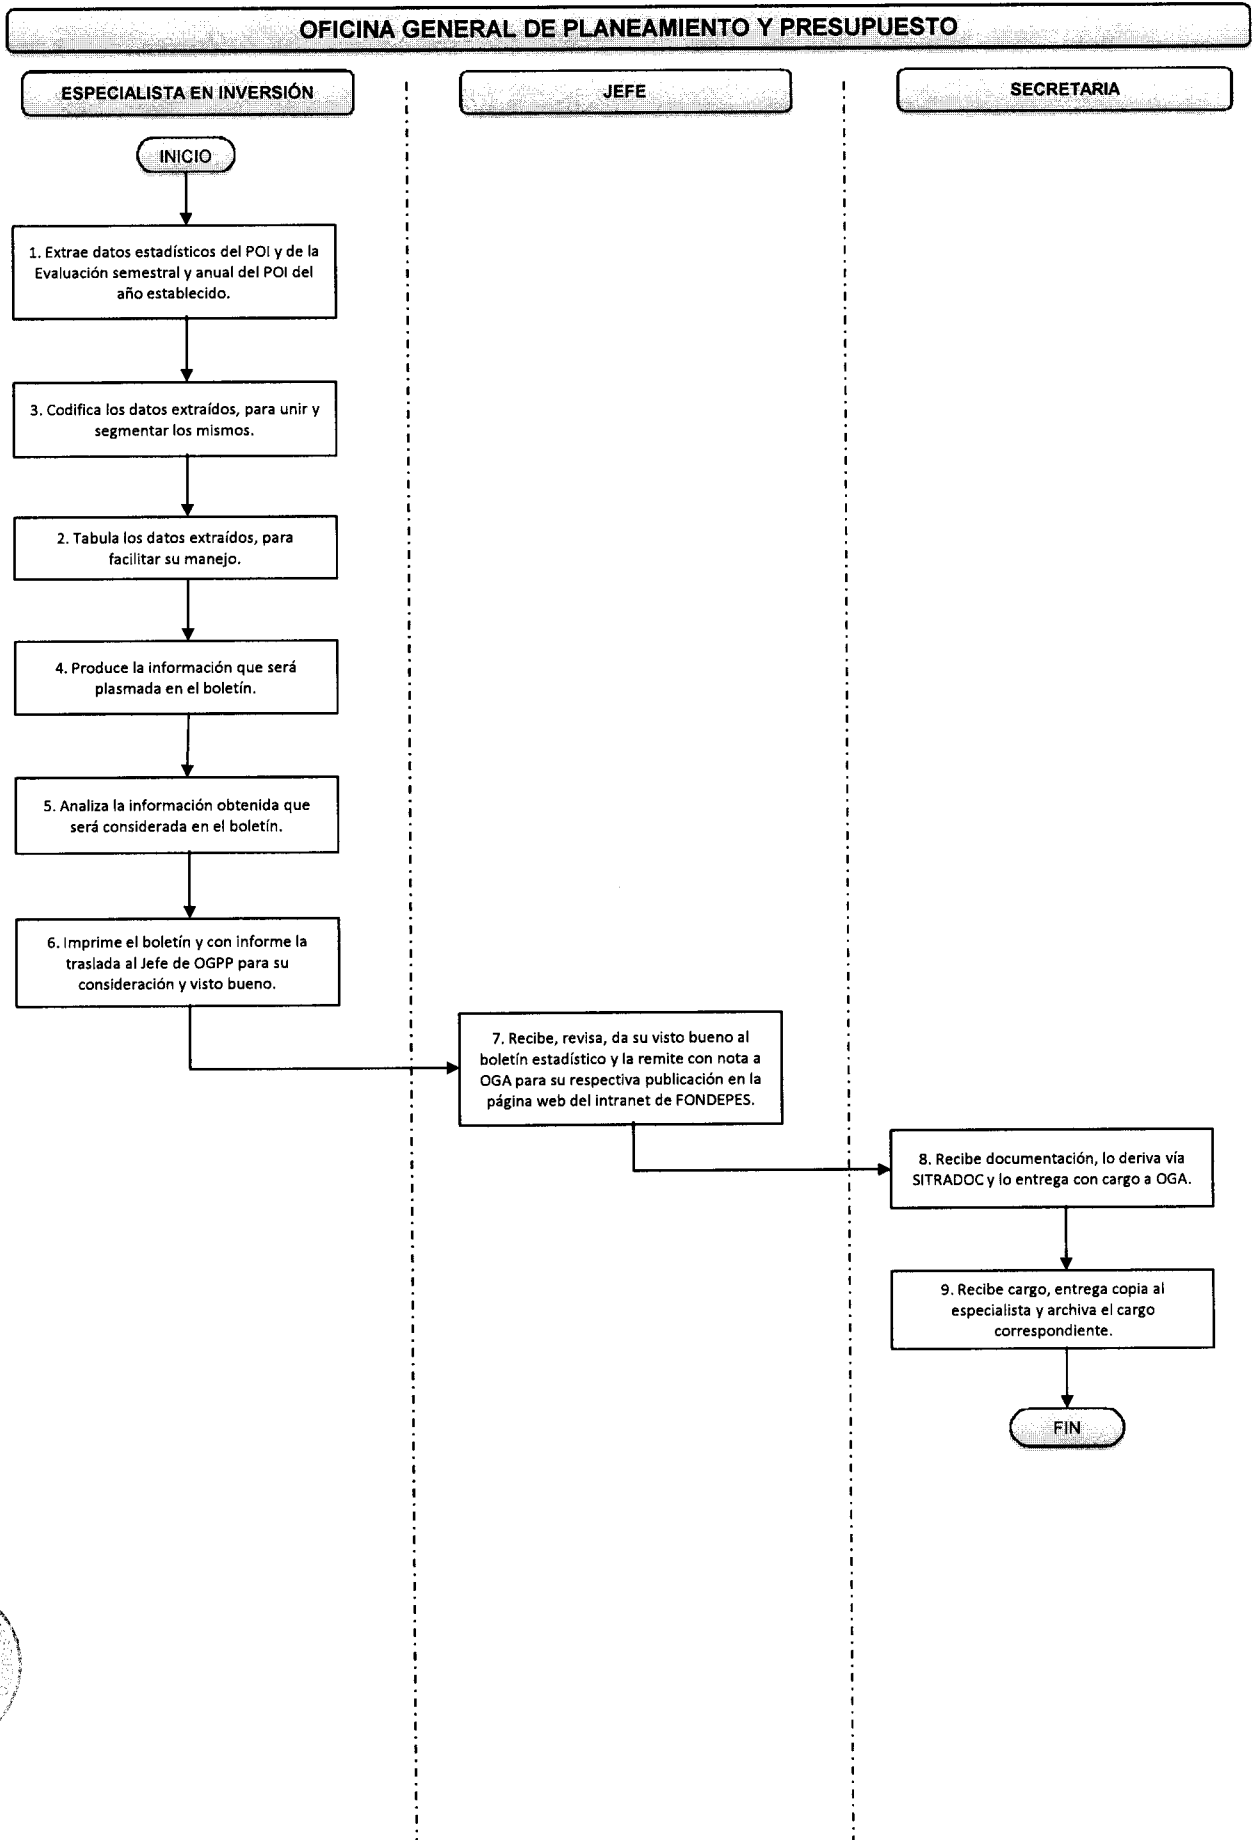 OFICINA GENERAL DE PLANEAMIENTO Y PRESUPUESTO
ESPECIALISTA EN INVERSIÓN
JEFE
SECRETARIA
INICIO
1. Extrae datos estadísticos del POI y de la
Evaluación semestral y anual del POI del
año establecido.
3. Codifica los datos extraídos, para unir y
segmentar los mismos.
2. Tabula los datos extraídos, para
facilitar su manejo.
4. Produce la información que será
plasmada en el boletín.
5. Analiza la información obtenida que
será considerada en el boletín.
6. Imprime el boletín y con informe la
traslada al Jefe de OGPP para su
consideración y visto bueno.
7. Recibe, revisa, da su visto bueno al
boletín estadístico y la remite con nota a
OGA para su respectiva publicación en la
página web del intranet de FONDEPES.
8. Recibe documentación, lo deriva vía
SITRADOC y lo entrega con cargo a OGA.
9. Recibe cargo, entrega copia al
especialista y archiva el cargo
correspondiente.
FIN